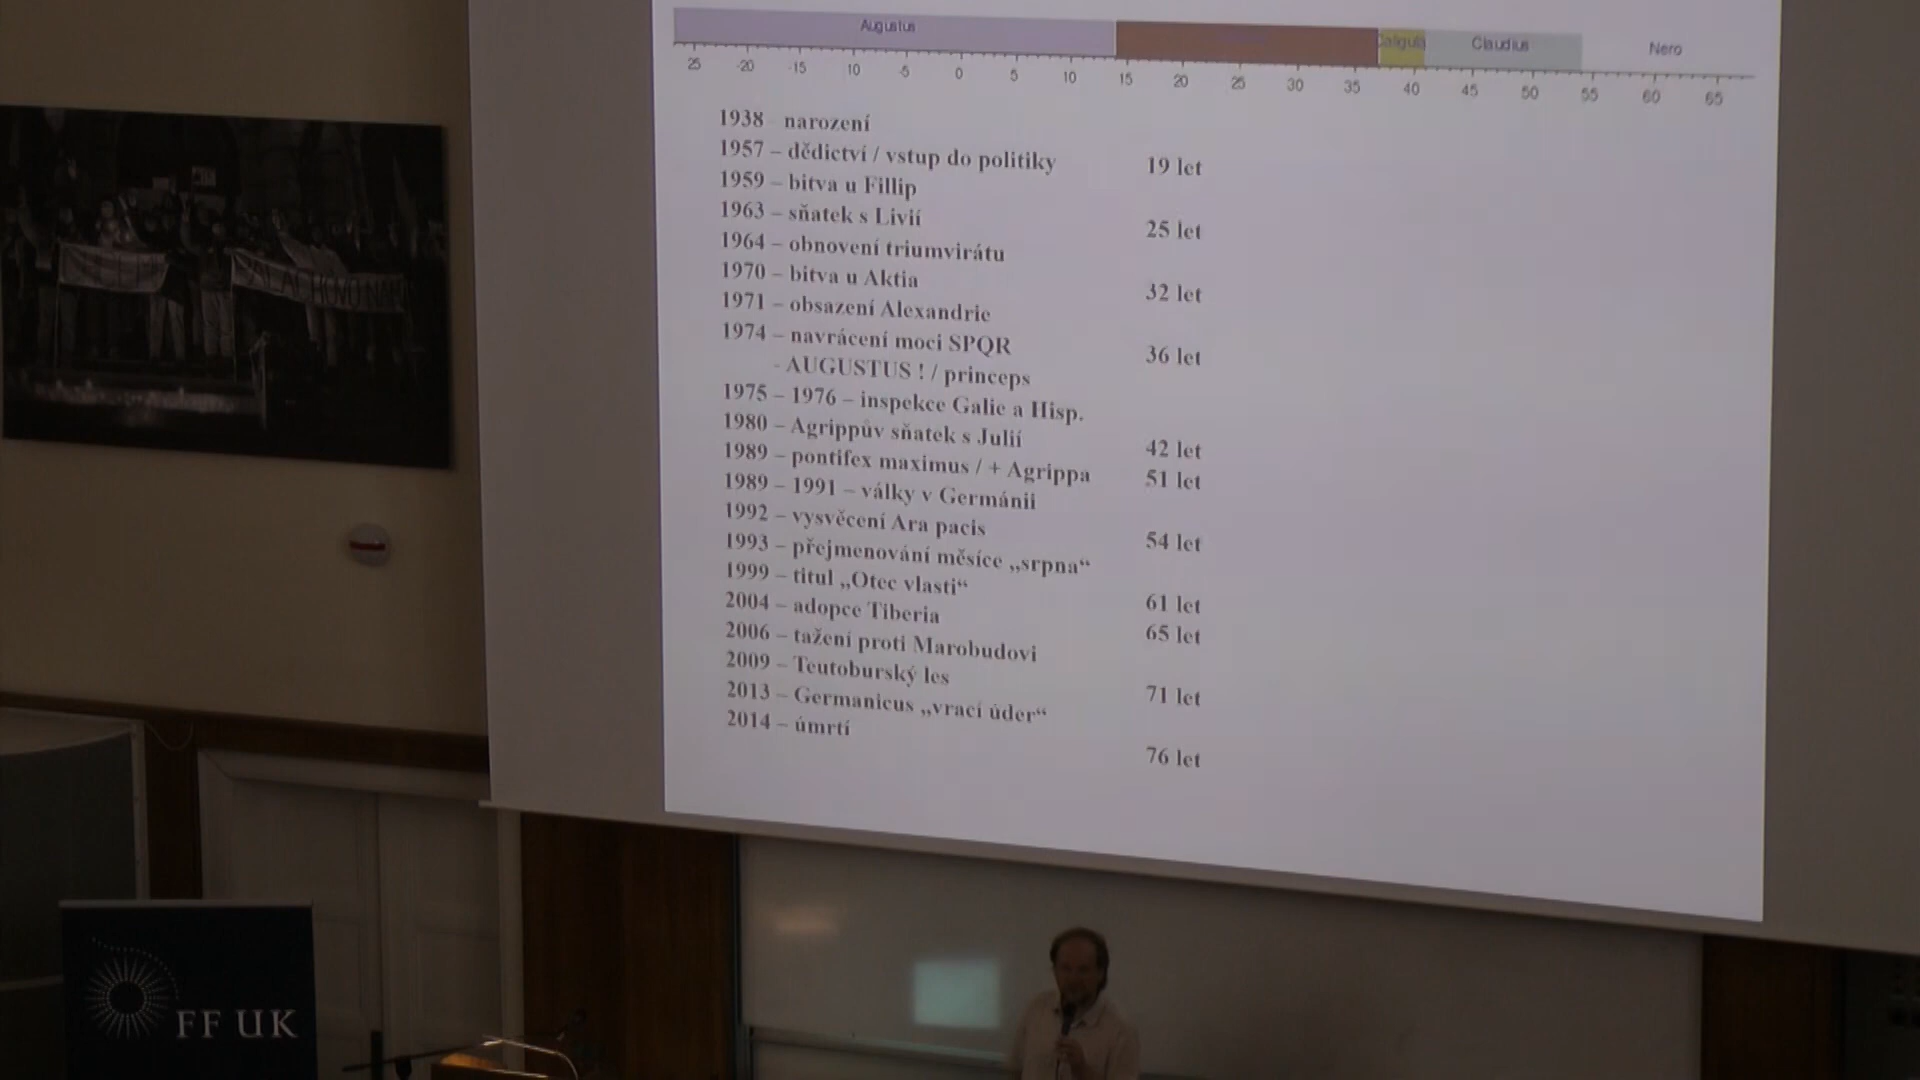 Augustus
Caligula
Claudius
Nero
25 -20 -15 10 -5 0 5 10 15 20 25 30 35 40 45 50 55 60 65
1938 narození
1957 – dědictví / vstup do politiky 19 let
1959 – bitva u Fillip
1963 – sňatek s Livií 25 let
1964 – obnovení triumvirátu
1970 – bitva u Aktia 32 let
1971 – obsazení Alexandrie
1974 – navrácení moci SPQR 36 let
- AUGUSTUS ! / princeps
1975 – 1976 – inspekce Galie a Hisp.
1980 – Agrippův sňatek s Julií 42 let
1989 – pontifex maximus / + Agrippa 51 let
1989 – 1991 – války v Germánii
1992 – vysvěcení Ara pacis 54 let
1993 – přejmenování měsíce „srpna“
1999 – titul „Otec vlasti“ 61 let
2004 – adopce Tiberia 65 let
2006 – tažení proti Marobudovi
2009 – Teutoburský les 71 let
2013 – Germanicus „vrací úder“
2014 – úmrtí 76 let
FF UK